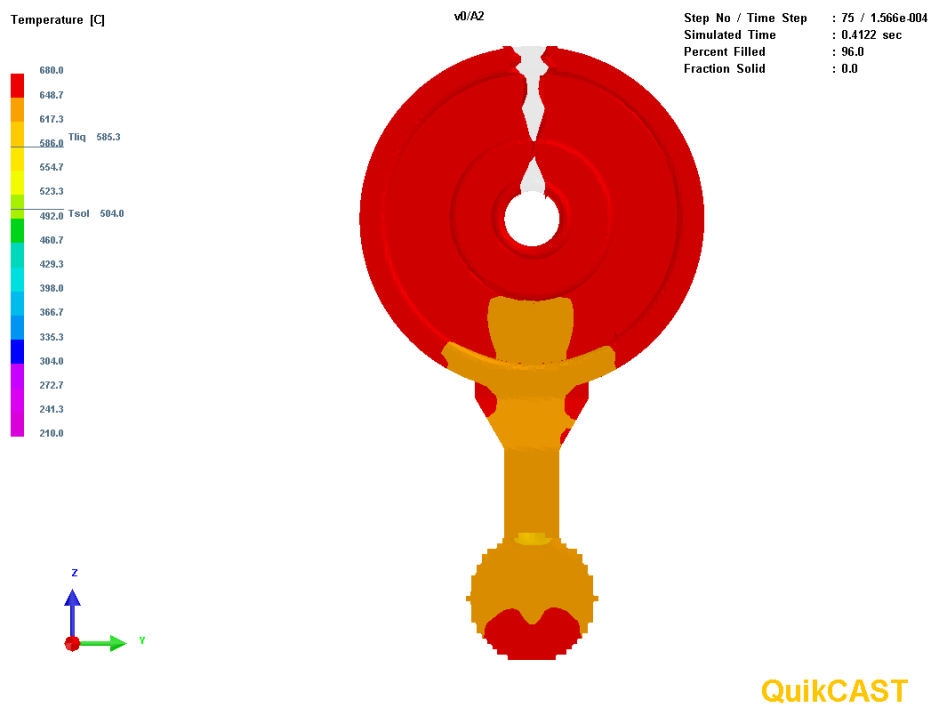 Temperature [C]
v0/A2
Step No / Time Step : 75 / 1.566e-004
Simulated Time : 0.4122 sec
Percent Filled : 96.0
Fraction Solid : 0.0
680.0
648.7
617.3
586.0 Tliq 585.3
554.7
523.3
492.0 Tsol 504.0
460.7
429.3
398.0
366.7
335.3
304.0
272.7
241.3
210.0
Z
Y
QuikCAST